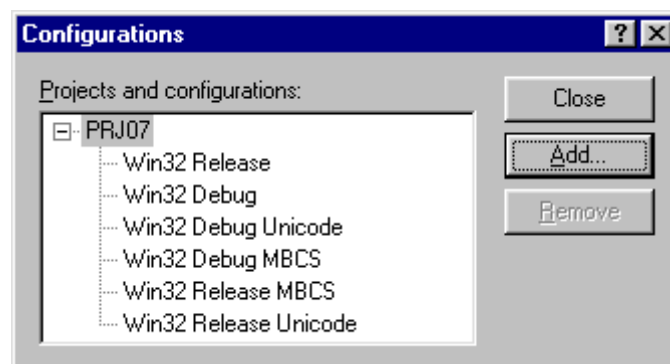 Configurations
Projects and configurations:
Close
PRJ07
Add...
Win32 Release
Win32 Debug
Remove
Win32 Debug Unicode
Win32 Debug MBCS
Win32 Release MBCS
Win32 Release Unicode